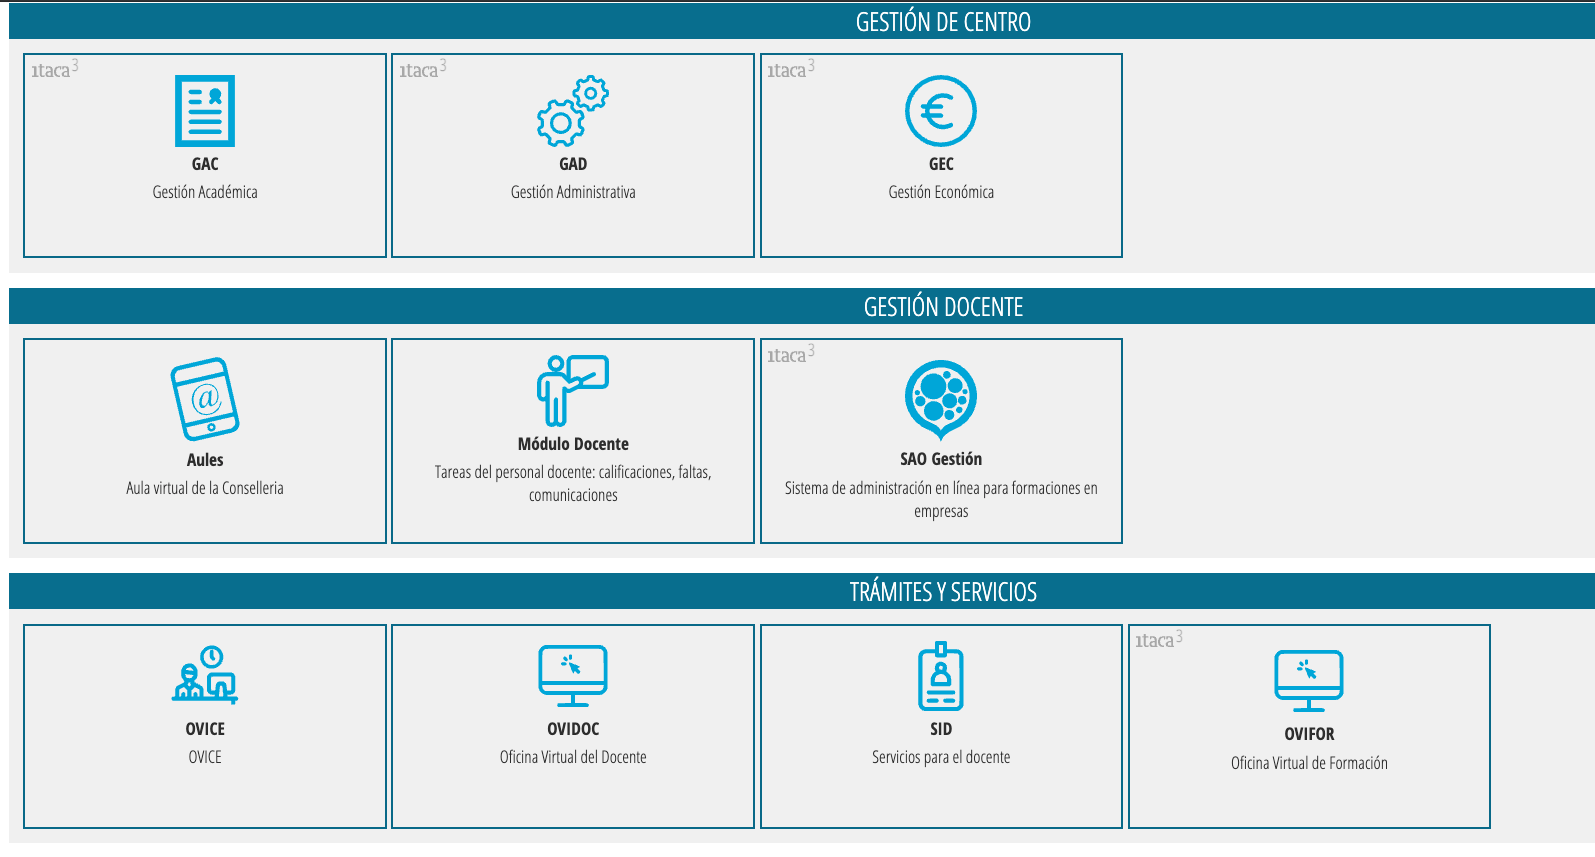 GESTIÓN DE CENTRO
ıtaca3
GAC
Gestión Académica
ıtaca3
GAD
Gestión Administrativa
ıtaca3
GEC
Gestión Económica
GESTIÓN DOCENTE
Aules
Aula virtual de la Conselleria
Módulo Docente
Tareas del personal docente: calificaciones, faltas,
comunicaciones
ıtaca3
SAO Gestión
Sistema de administración en línea para formaciones en
empresas
TRÁMITES Y SERVICIOS
OVICE
OVICE
OVIDOC
Oficina Virtual del Docente
SID
Servicios para el docente
ıtaca3
OVIFOR
Oficina Virtual de Formación